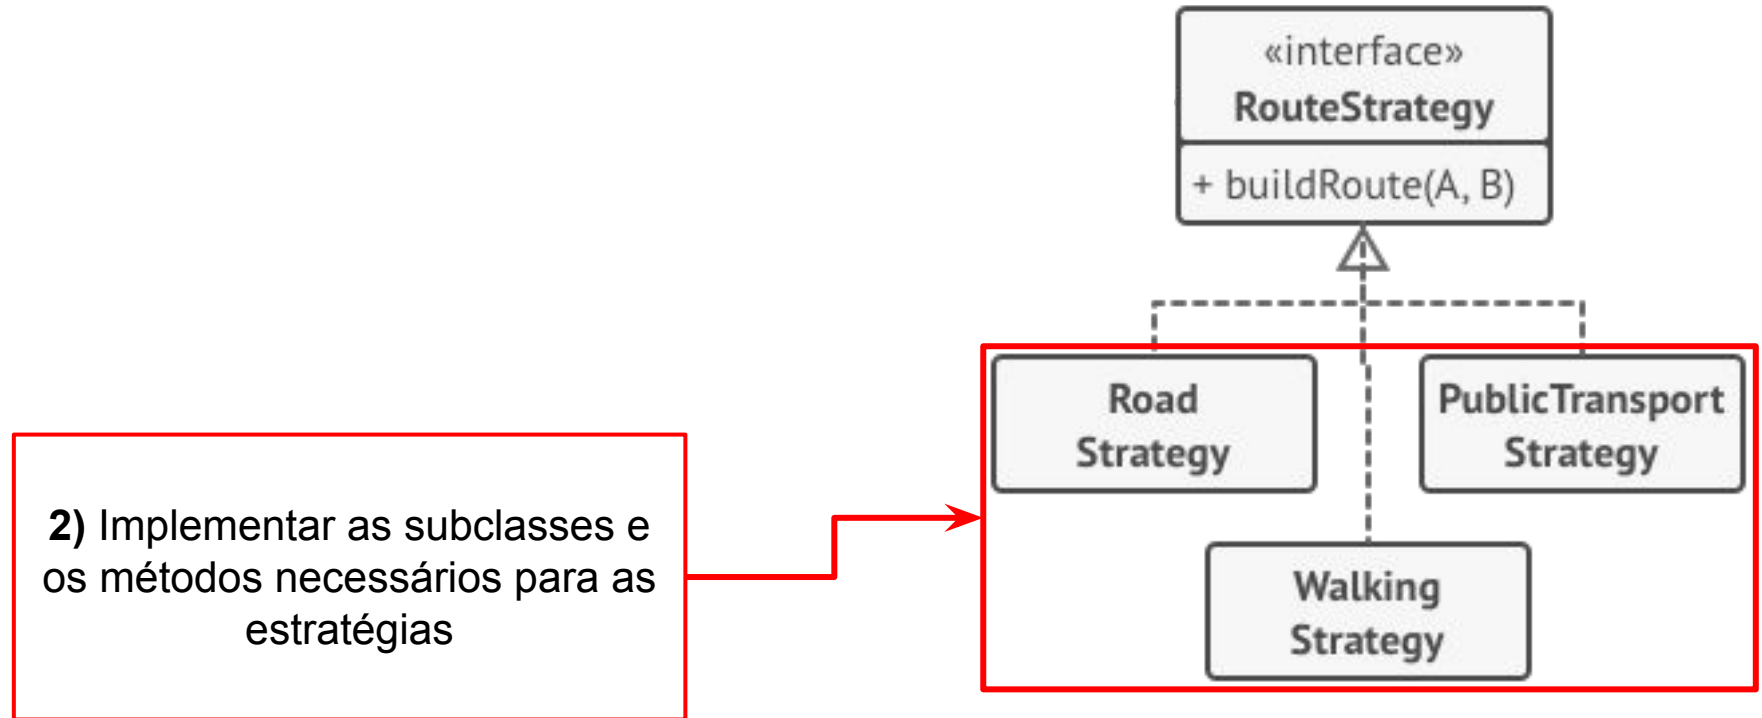 «interface»
RouteStrategy
+ buildRoute(A, B)
Road
Strategy
PublicTransport
Strategy
Walking
Strategy
2) Implementar as subclasses e
os métodos necessários para as
estratégias